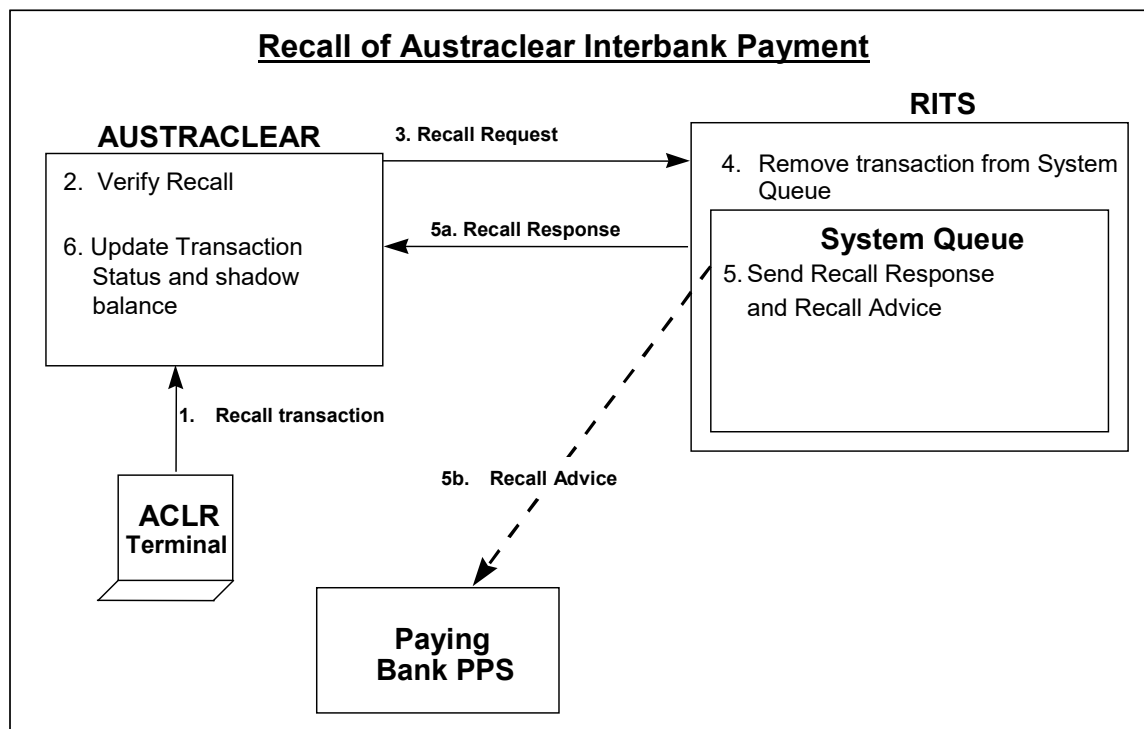 Recall of Austraclear Interbank Payment
RITS
AUSTRACLEAR
3. Recall Request
2. Verify Recall
4. Remove transaction from System
Queue
5a. Recall Response
System Queue
6. Update Transaction
Status and shadow
balance
5. Send Recall Response
and Recall Advice
1. Recall transaction
5b. Recall Advice
ACLR
Terminal
Paying
Bank PPS